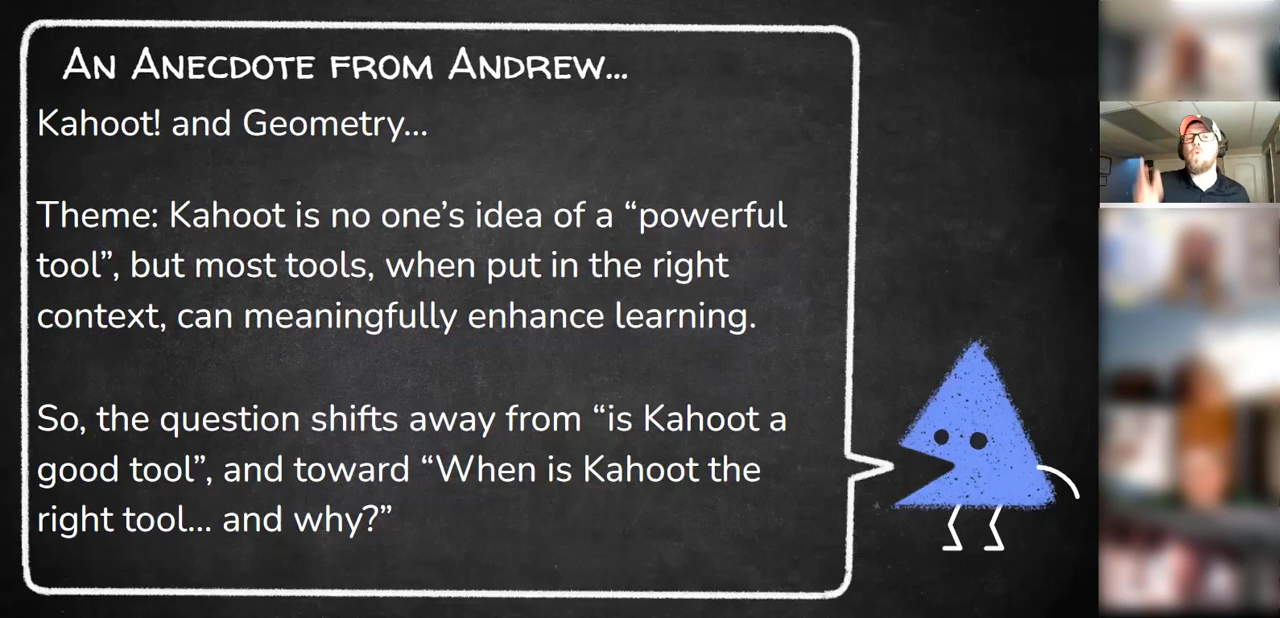 An Anecdote from Andrew...
Kahoot! and Geometry...
Theme: Kahoot is no one’s idea of a “powerful
tool”, but most tools, when put in the right
context, can meaningfully enhance learning.
So, the question shifts away from “is Kahoot a
good tool”, and toward “When is Kahoot the
right tool... and why?”